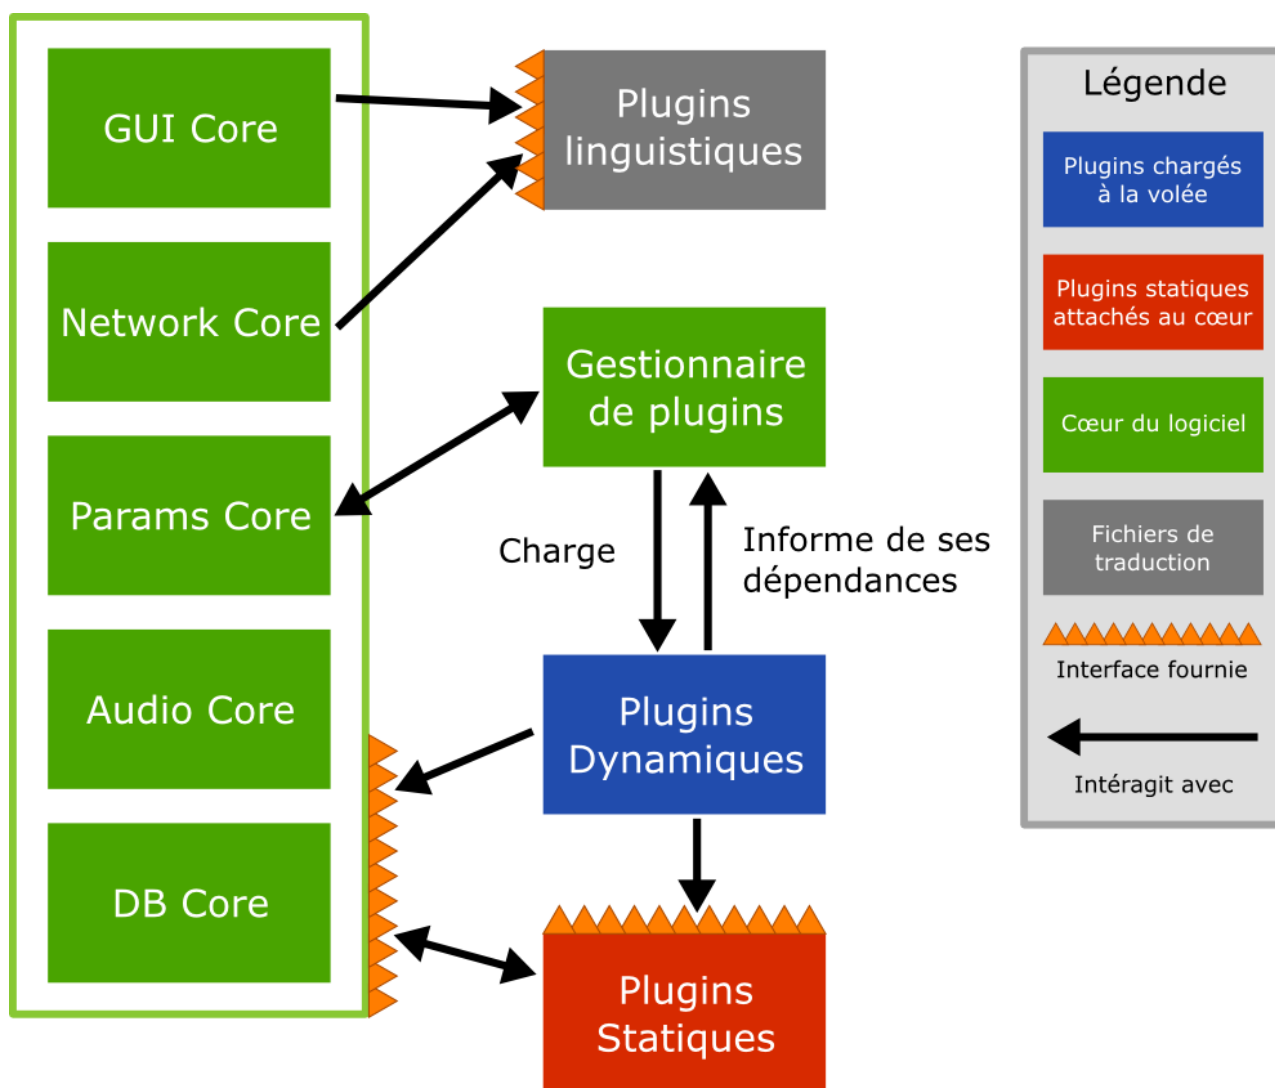 GUI Core
Network Core
Params Core
Audio Core
DB Core
Plugins
linguistiques
Gestionnaire
de plugins
Charge
Informe de ses
dépendances
Plugins
Dynamiques
Plugins
Statiques
Légende
Plugins chargés
à la volée
Plugins statiques
attachés au cœur
Cœur du logiciel
Fichiers de
traduction
Interface fournie
Intéragit avec